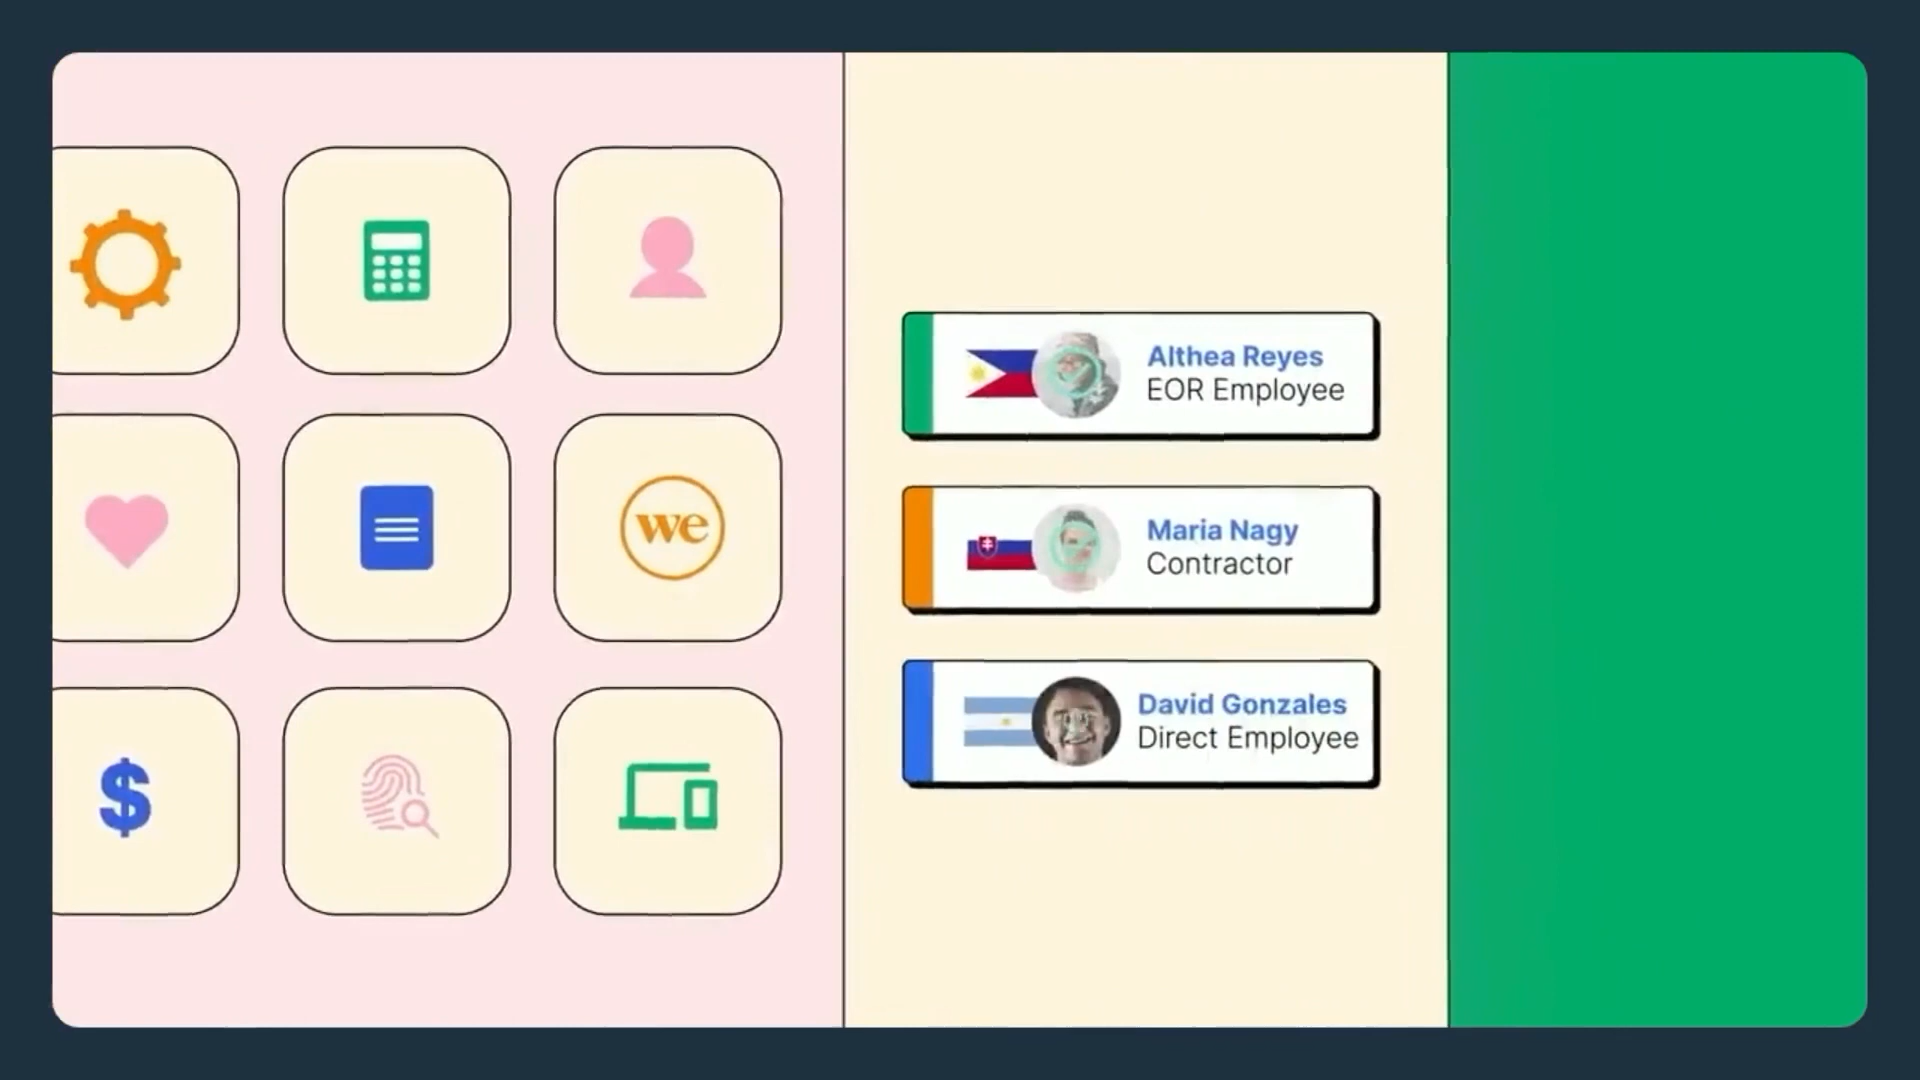 we
Althea Reyes
EOR Employee
Maria Nagy
Contractor
David Gonzales
Direct Employee
$